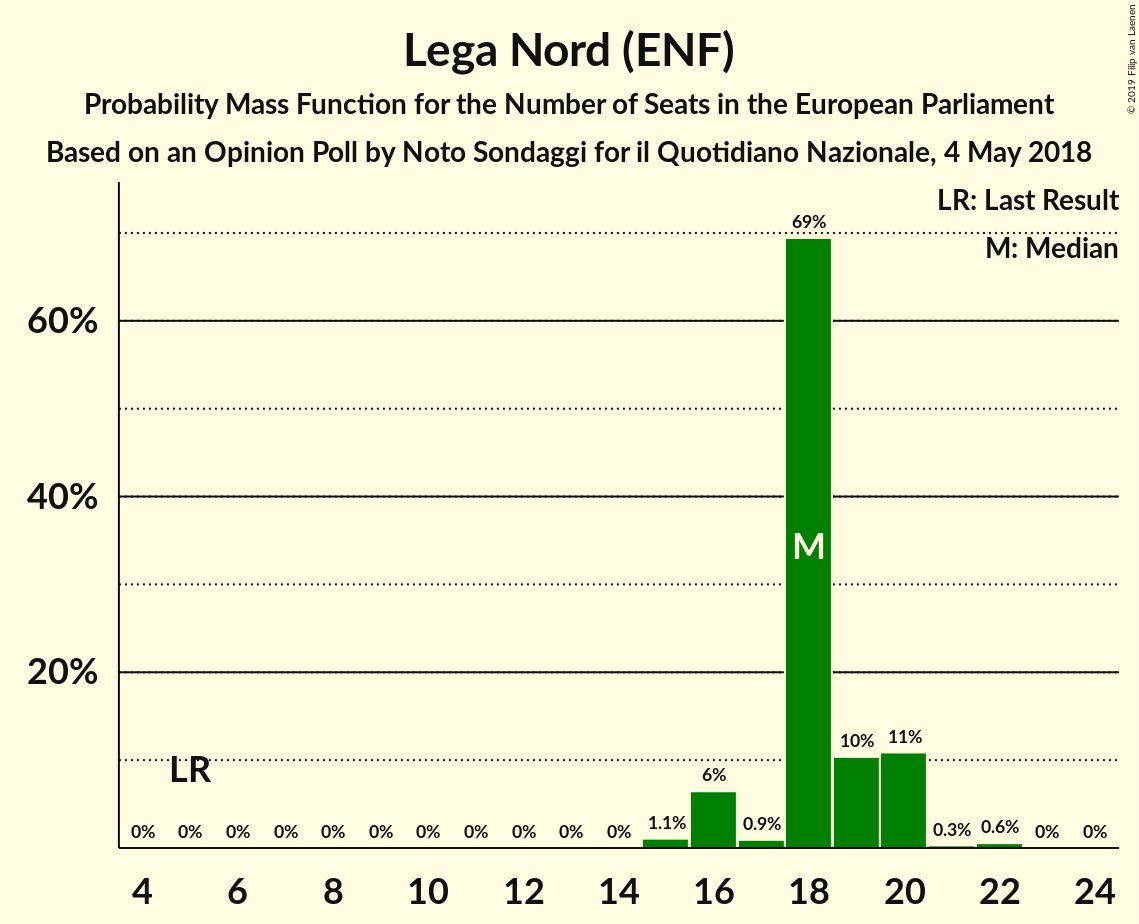 Lega Nord (ENF)
Probability Mass Function for the Number of Seats in the European Parliament
Based on an Opinion Poll by Noto Sondaggi for il Quotidiano Nazionale, 4 May 2018
© 2019 Filip van Laenen
LR: Last Result
M: Median
69%
60%
40%
M
20%
LR
0% 0% 0% 0% 0% 0% 0% 0% 0% 0% 0% 1.1% 6% 0.9% 10% 11% 0.3% 0.6% 0% 0%
4 6 8 10 12 14 16 18 20 22 24